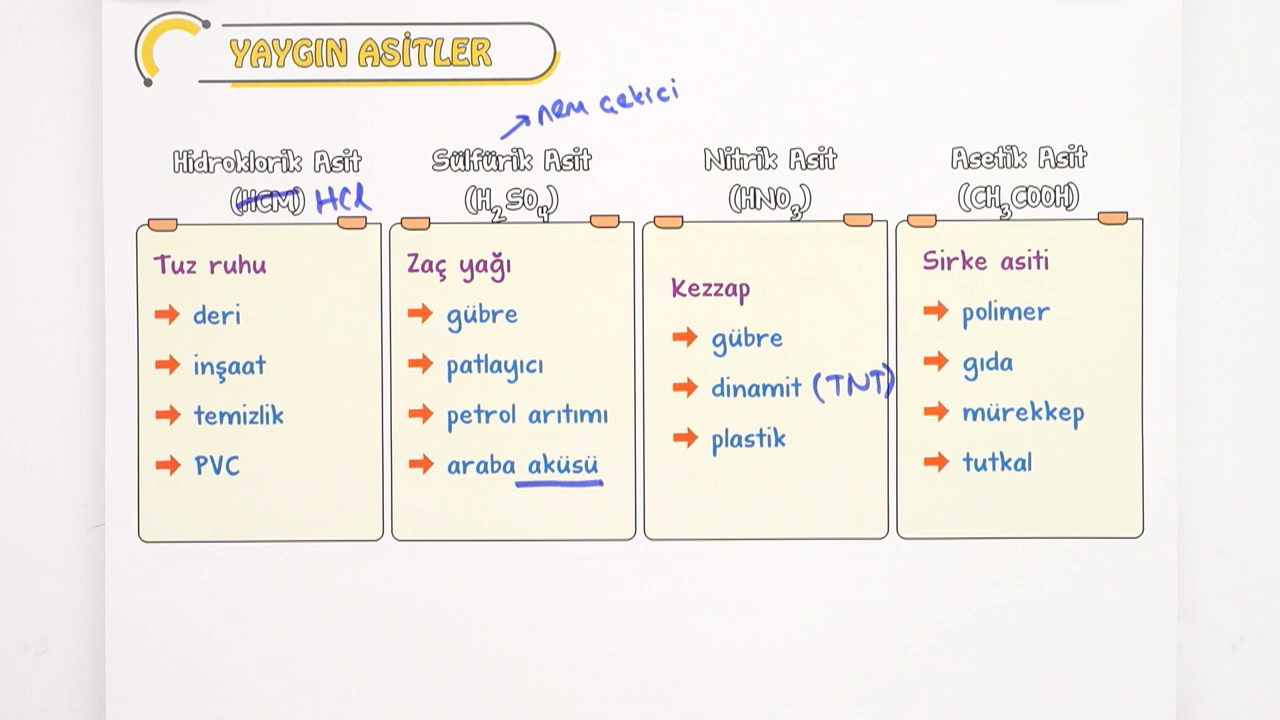 YAYGIN ASİTLER
nem çekici
Hidroklorik Asit
(HCM) HCl
Tuz ruhu
deri
inşaat
temizlik
PVC
Sülfürik Asit
(H₂SO₄)
Zaç yağı
gübre
patlayıcı
petrol arıtımı
araba aküsü
Nitrik Asit
(HNO₃)
Kezzap
gübre
dinamit (TNT)
plastik
Asetik Asit
(CH₃COOH)
Sirke asiti
polimer
gıda
mürekkep
tutkal